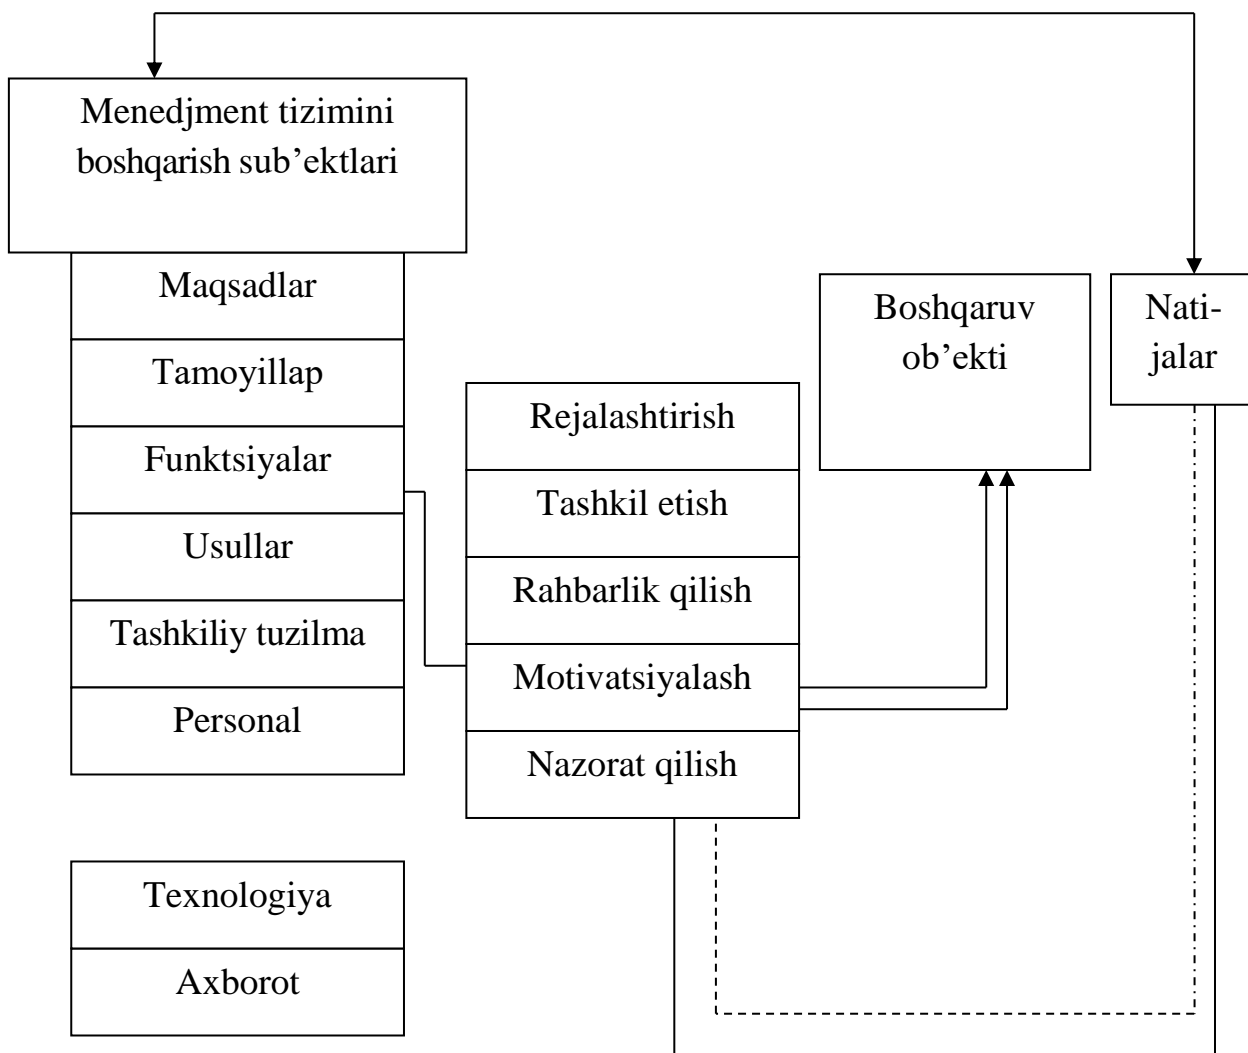 Menedjment tizimini
boshqarish sub’ektlari
Maqsadlar
Tamoyillap
Funktsiyalar
Usullar
Tashkiliy tuzilma
Personal
Texnologiya
Axborot
Rejalashtirish
Tashkil etish
Rahbarlik qilish
Motivatsiyalash
Nazorat qilish
Boshqaruv
ob’ekti
Nati-
jalar